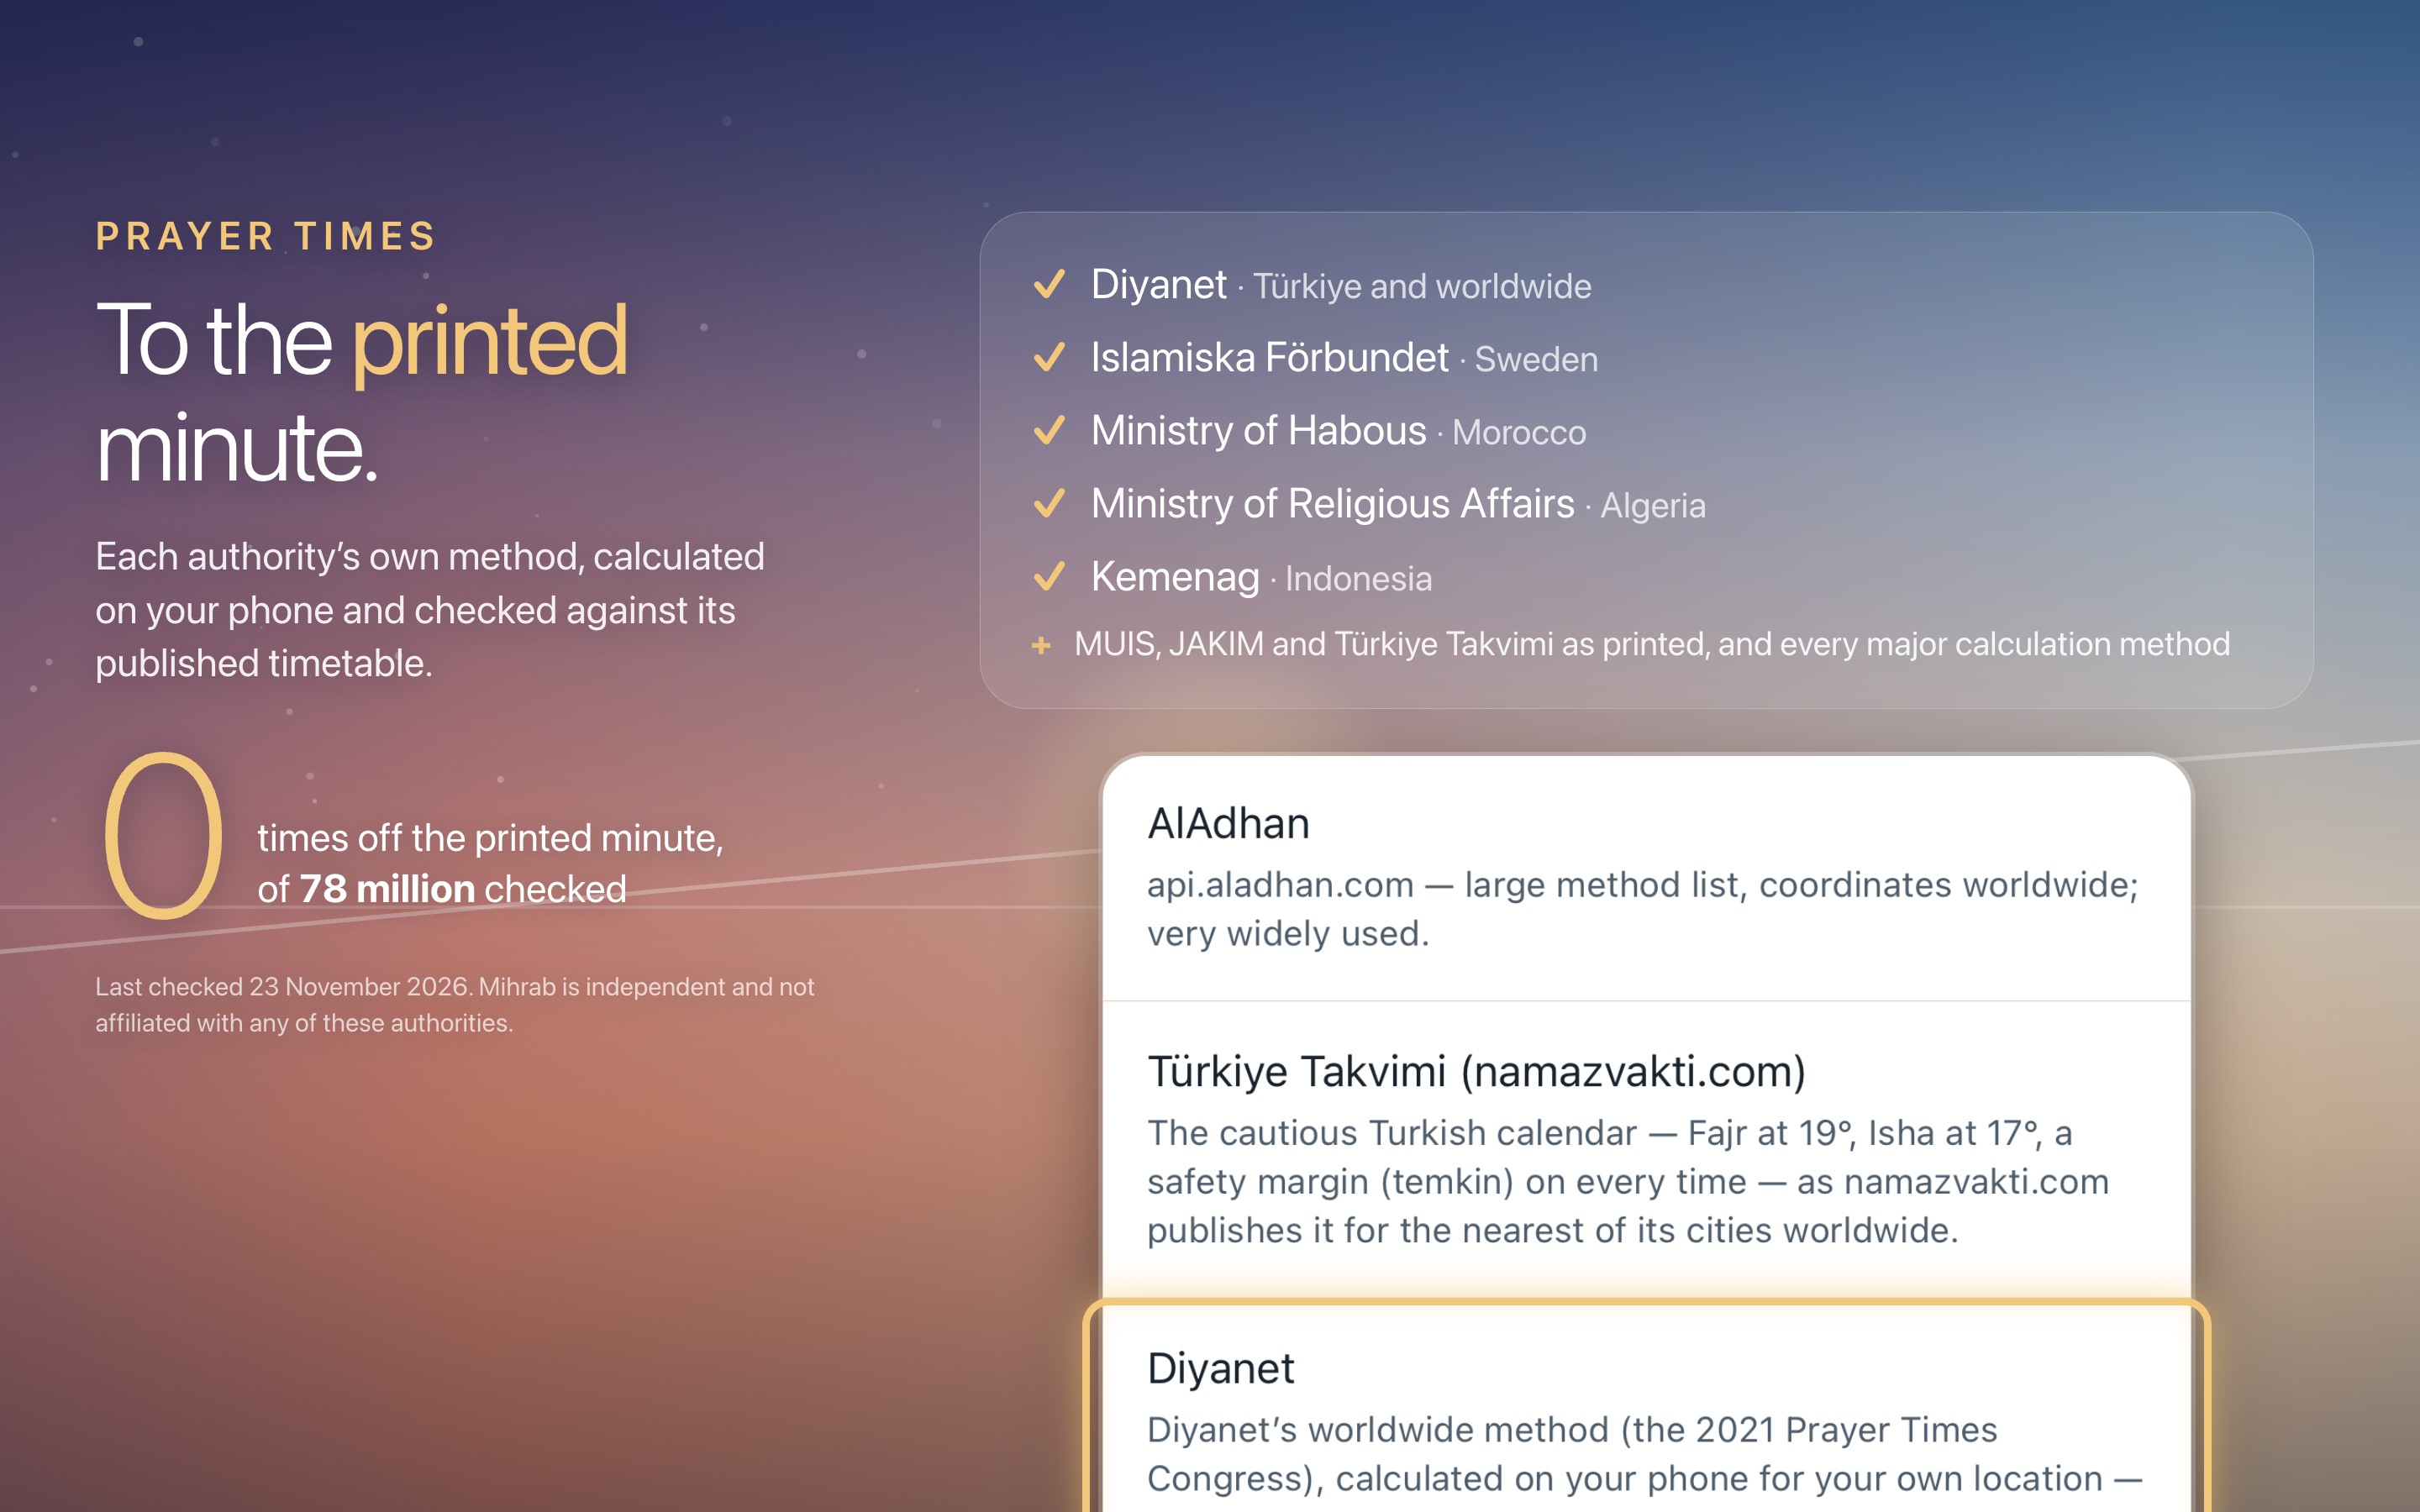 PRAYER TIMES
To the printed
minute.
Each authority’s own method, calculated
on your phone and checked against its
published timetable.
0
times off the printed minute,
of 78 million checked
Last checked 23 November 2026. Mihrab is independent and not
affiliated with any of these authorities.
Diyanet · Türkiye and worldwide
Islamiska Förbundet · Sweden
Ministry of Habous · Morocco
Ministry of Religious Affairs · Algeria
Kemenag · Indonesia
+ MUIS, JAKIM and Türkiye Takvimi as printed, and every major calculation method
AlAdhan
api.aladhan.com — large method list, coordinates worldwide;
very widely used.
Türkiye Takvimi (namazvakti.com)
The cautious Turkish calendar — Fajr at 19°, Isha at 17°, a
safety margin (temkin) on every time — as namazvakti.com
publishes it for the nearest of its cities worldwide.
Diyanet
Diyanet’s worldwide method (the 2021 Prayer Times
Congress), calculated on your phone for your own location —